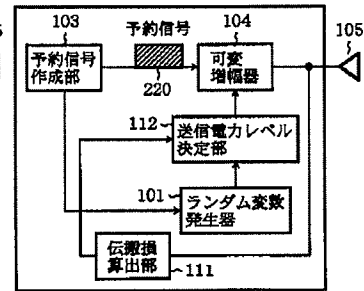 103
予約信号
作成部
予約信号
220
104
可変
増幅器
105
112
送信電力レベル
決定部
101
ランダム変数
発生器
伝搬損
算出部
111